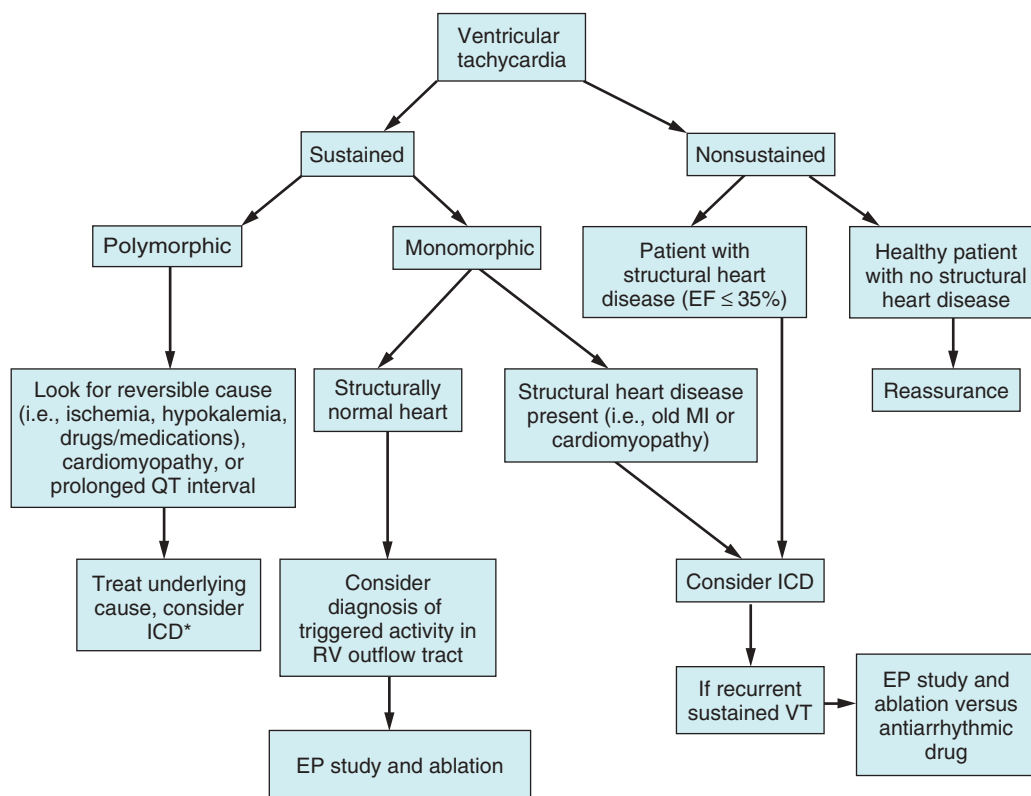 Ventricular
tachycardia
Sustained
Nonsustained
Polymorphic
Monomorphic
Patient with
structural heart
disease (EF ≤ 35%)
Healthy patient
with no structural
heart disease
Look for reversible cause
(i.e., ischemia, hypokalemia,
drugs/medications),
cardiomyopathy, or
prolonged QT interval
Structurally
normal heart
Structural heart disease
present (i.e., old MI or
cardiomyopathy)
Reassurance
Treat underlying
cause, consider
ICD*
Consider
diagnosis of
triggered activity in
RV outflow tract
Consider ICD
If recurrent
sustained VT
EP study and
ablation versus
antiarrhythmic
drug
EP study and ablation